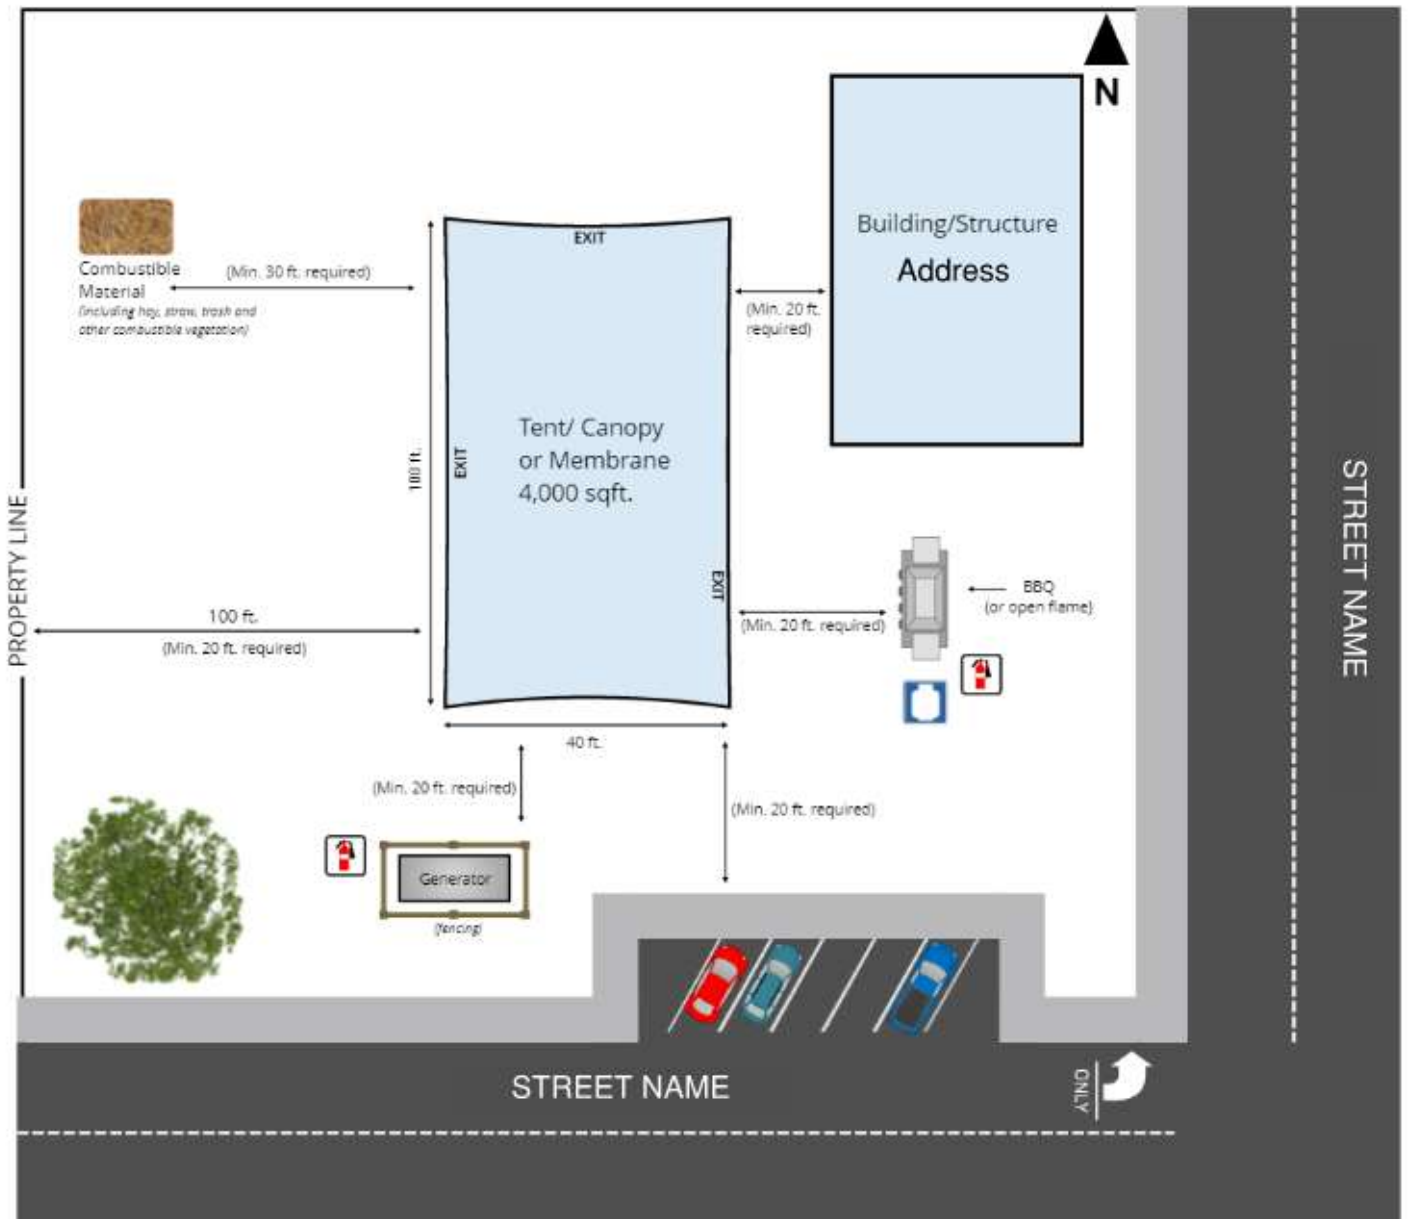 N
Building/Structure
Address
EXIT
Combustible
Material
(including hay, straw, trash and
other combustible vegetation)
(Min. 30 ft. required)
(Min. 20 ft.
required)
Tent/ Canopy
or Membrane
4,000 sqft.
100 ft.
EXIT
EXIT
PROPERTY LINE
STREET NAME
BBQ
(or open flame)
100 ft.
(Min. 20 ft. required)
(Min. 20 ft. required)
40 ft.
(Min. 20 ft. required)
(Min. 20 ft. required)
Generator
(fencing)
STREET NAME
ONLY